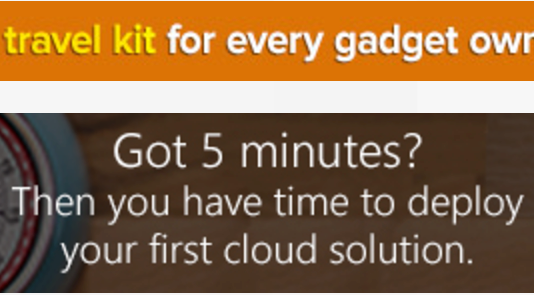 travel kit for every gadget
Got 5 minutes?
Then you have time to deploy
your first cloud solution.